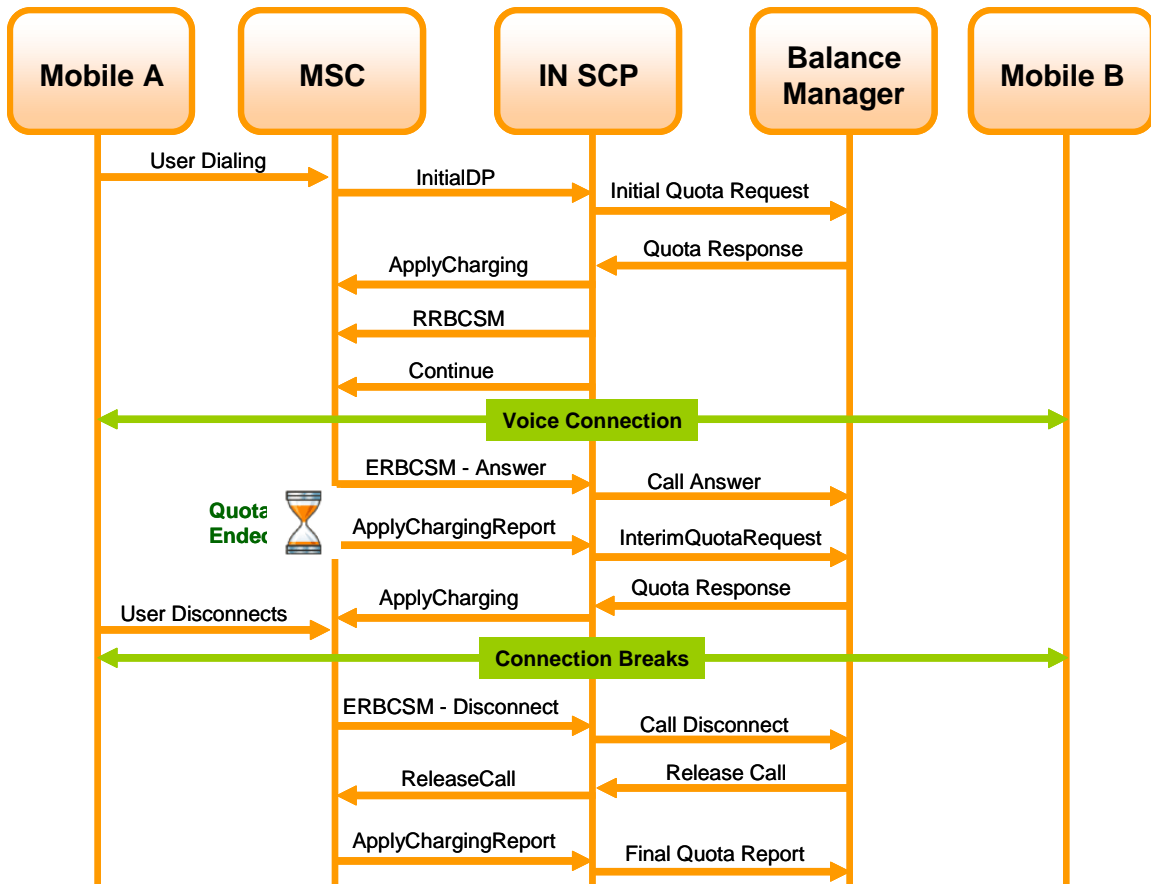 Mobile A
MSC
IN SCP
Balance
Manager
Mobile B
User Dialing
InitialDP
Initial Quota Request
Quota Response
ApplyCharging
RRBCSM
Continue
Voice Connection
ERBCSM - Answer
Call Answer
Quota
Ended
ApplyChargingReport
InterimQuotaRequest
Quota Response
ApplyCharging
User Disconnects
Connection Breaks
ERBCSM - Disconnect
Call Disconnect
Release Call
ReleaseCall
ApplyChargingReport
Final Quota Report